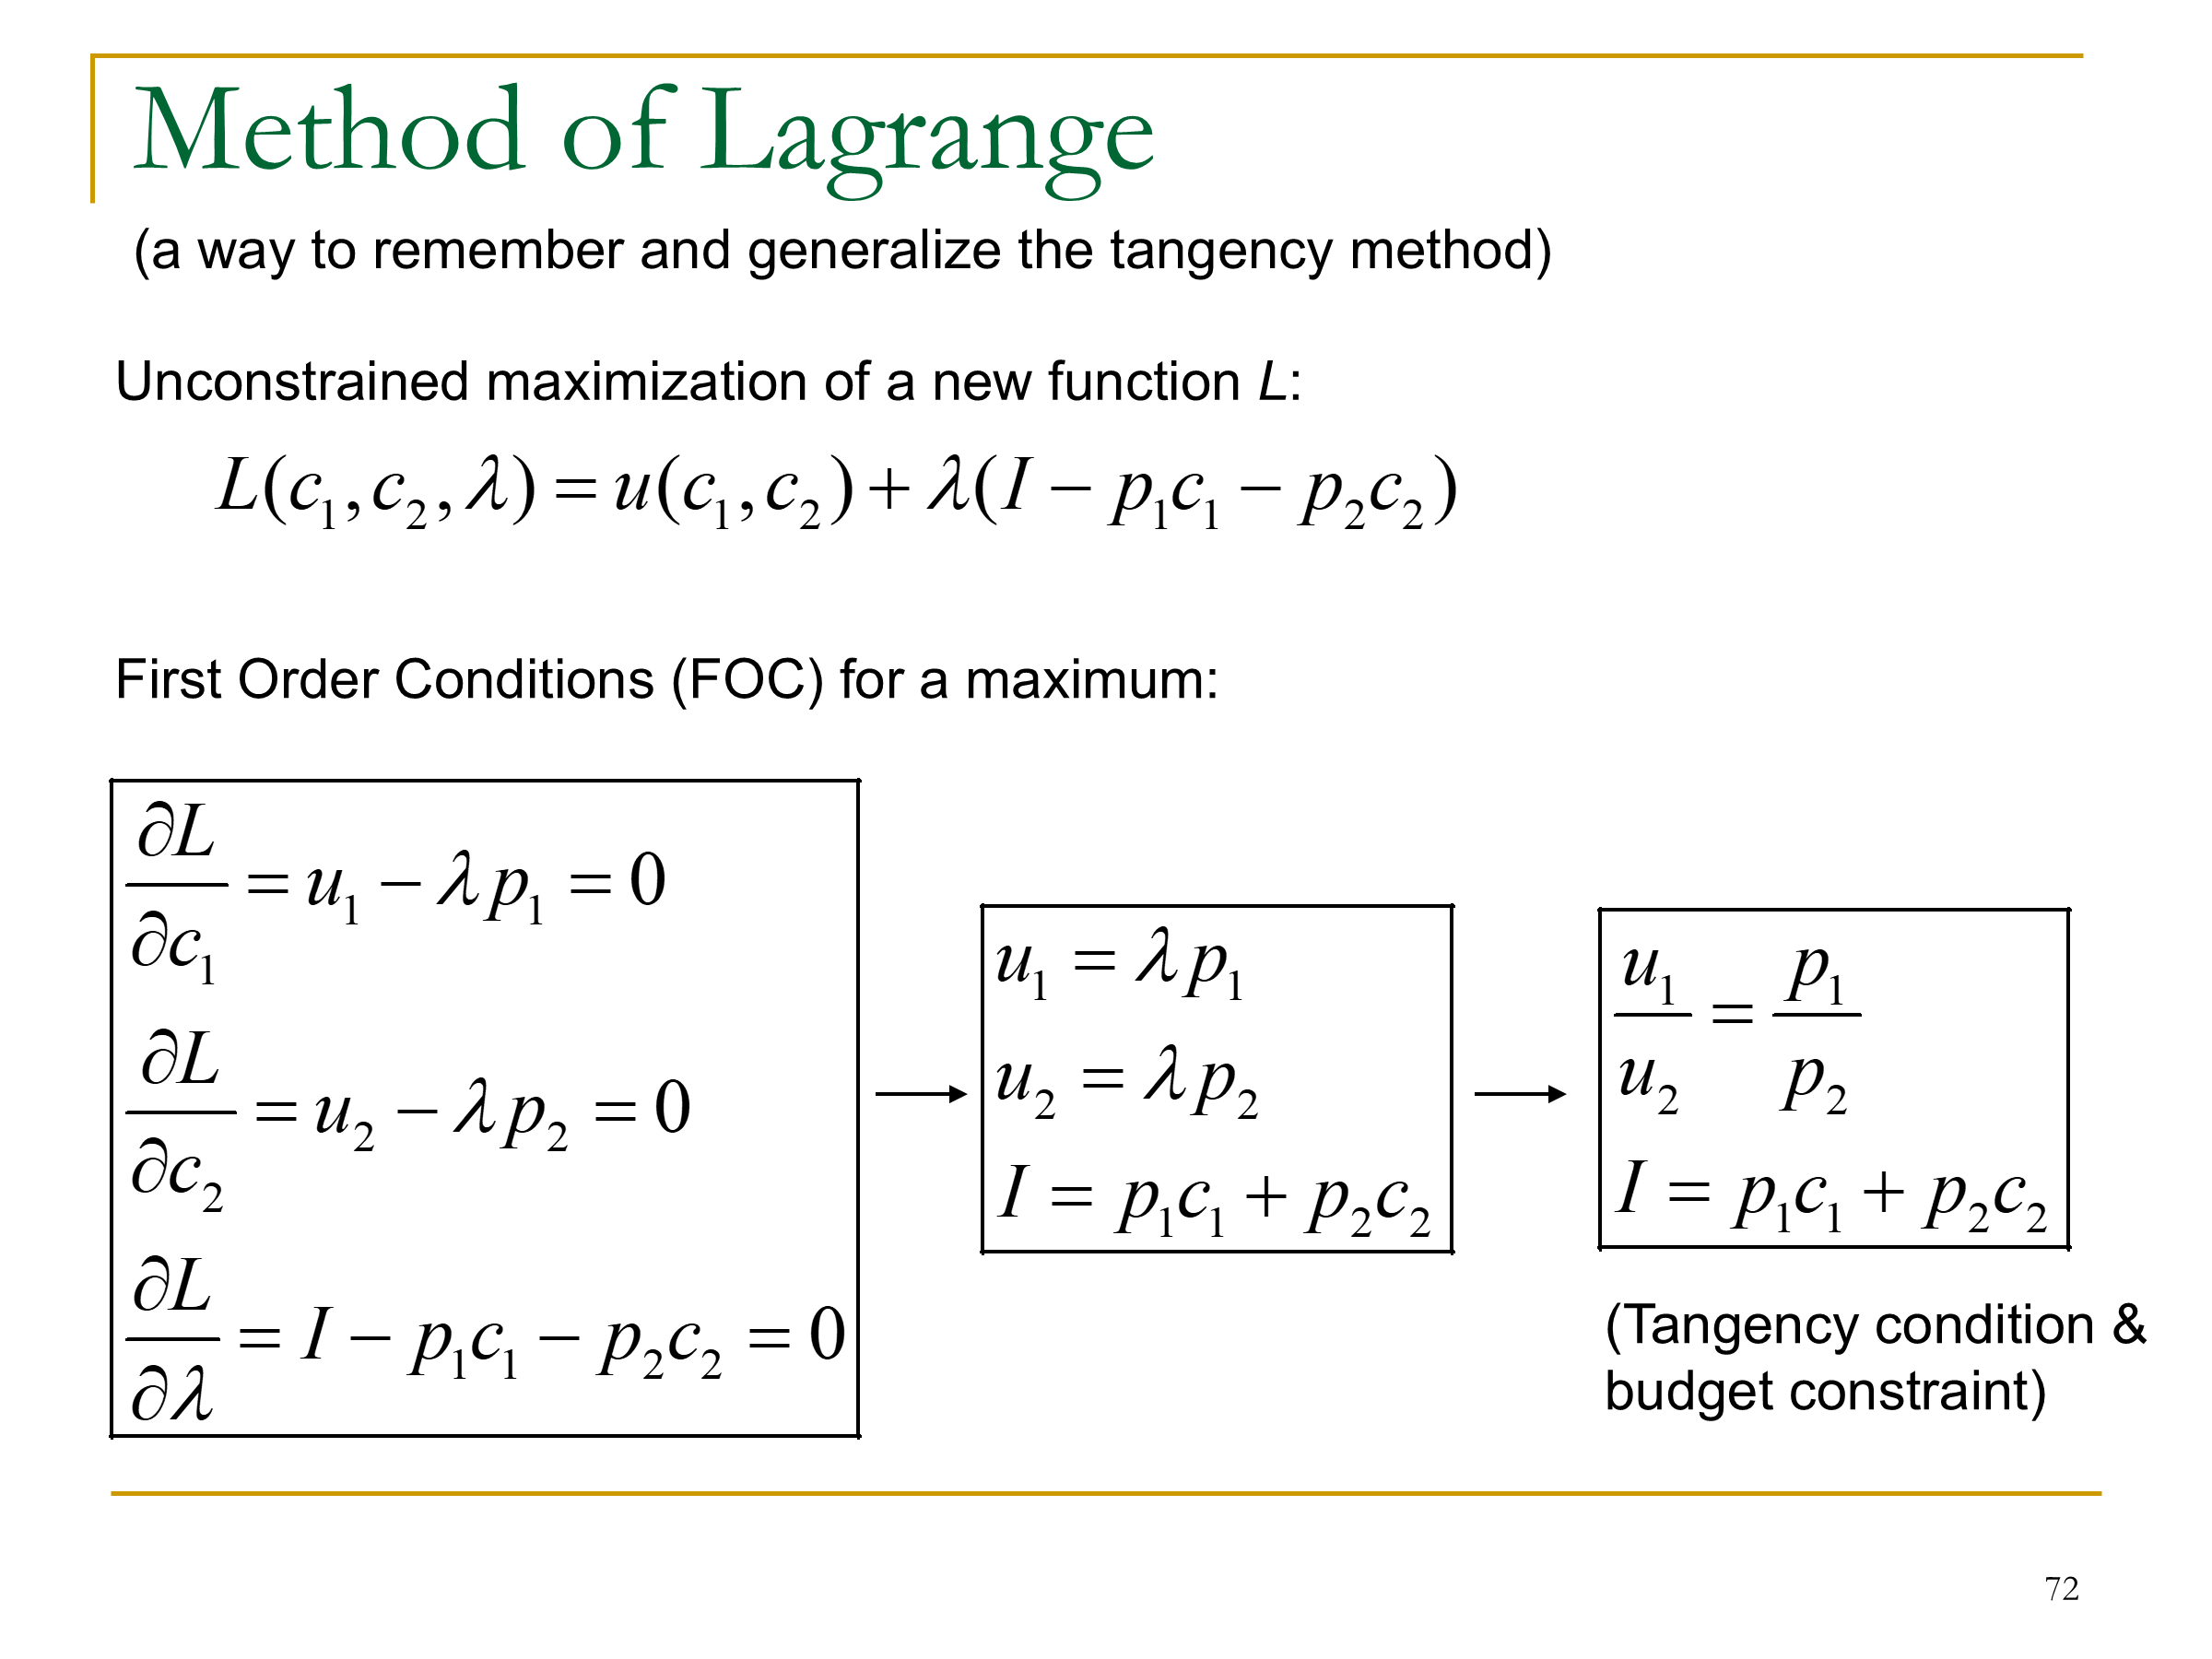 Method of Lagrange
(a way to remember and generalize the tangency method)
Unconstrained maximization of a new function L:
L(c₁, c₂, λ) = u(c₁, c₂) + λ(I − p₁c₁ − p₂c₂)
First Order Conditions (FOC) for a maximum:
∂L/∂c₁ = u₁ − λp₁ = 0
∂L/∂c₂ = u₂ − λp₂ = 0
∂L/∂λ = I − p₁c₁ − p₂c₂ = 0
u₁ = λp₁
u₂ = λp₂
I = p₁c₁ + p₂c₂
u₁/u₂ = p₁/p₂
I = p₁c₁ + p₂c₂
(Tangency condition &
budget constraint)
72